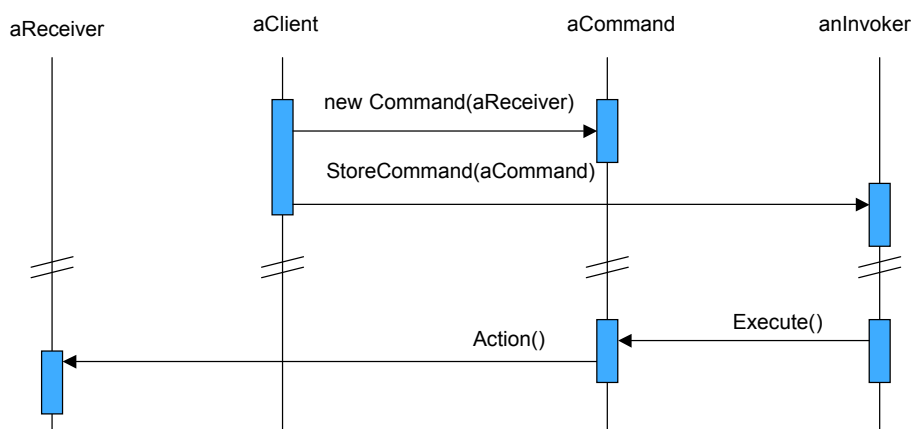 aReceiver
aClient
aCommand
anInvoker
new Command(aReceiver)
StoreCommand(aCommand)
Execute()
Action()